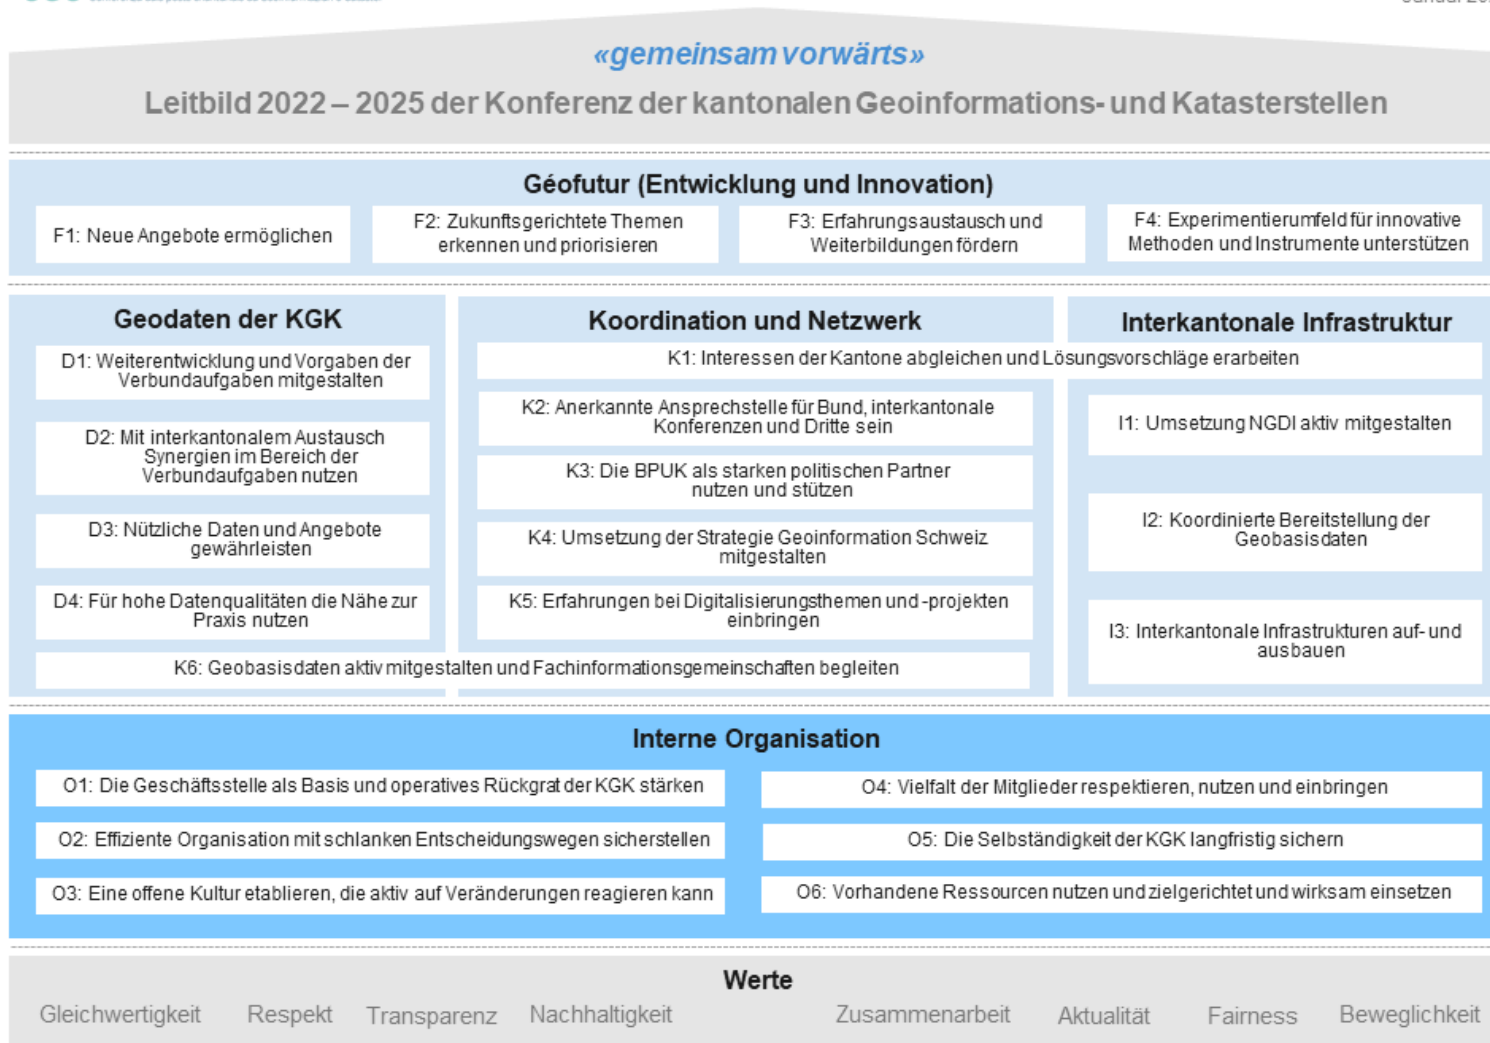 «gemeinsam vorwärts»
Leitbild 2022 – 2025 der Konferenz der kantonalen Geoinformations- und Katasterstellen
Géofutur (Entwicklung und Innovation)
F1: Neue Angebote ermöglichen
F2: Zukunftsgerichtete Themen
erkennen und priorisieren
F3: Erfahrungsaustausch und
Weiterbildungen fördern
F4: Experimentierumfeld für innovative
Methoden und Instrumente unterstützen
Geodaten der KGK
D1: Weiterentwicklung und Vorgaben der
Verbundaufgaben mitgestalten
D2: Mit interkantonalem Austausch
Synergien im Bereich der
Verbundaufgaben nutzen
D3: Nützliche Daten und Angebote
gewährleisten
D4: Für hohe Datenqualitäten die Nähe zur
Praxis nutzen
Koordination und Netzwerk
K1: Interessen der Kantone abgleichen und Lösungsvorschläge erarbeiten
K2: Anerkannte Ansprechstelle für Bund, interkantonale
Konferenzen und Dritte sein
K3: Die BPUK als starken politischen Partner
nutzen und stützen
K4: Umsetzung der Strategie Geoinformation Schweiz
mitgestalten
K5: Erfahrungen bei Digitalisierungsthemen und -projekten
einbringen
K6: Geobasisdaten aktiv mitgestalten und Fachinformationsgemeinschaften begleiten
Interkantonale Infrastruktur
I1: Umsetzung NGDI aktiv mitgestalten
I2: Koordinierte Bereitstellung der
Geobasisdaten
I3: Interkantonale Infrastrukturen auf- und
ausbauen
Interne Organisation
O1: Die Geschäftsstelle als Basis und operatives Rückgrat der KGK stärken
O2: Effiziente Organisation mit schlanken Entscheidungswegen sicherstellen
O3: Eine offene Kultur etablieren, die aktiv auf Veränderungen reagieren kann
O4: Vielfalt der Mitglieder respektieren, nutzen und einbringen
O5: Die Selbständigkeit der KGK langfristig sichern
O6: Vorhandene Ressourcen nutzen und zielgerichtet und wirksam einsetzen
Werte
Gleichwertigkeit Respekt Transparenz Nachhaltigkeit Zusammenarbeit Aktualität Fairness Beweglichkeit